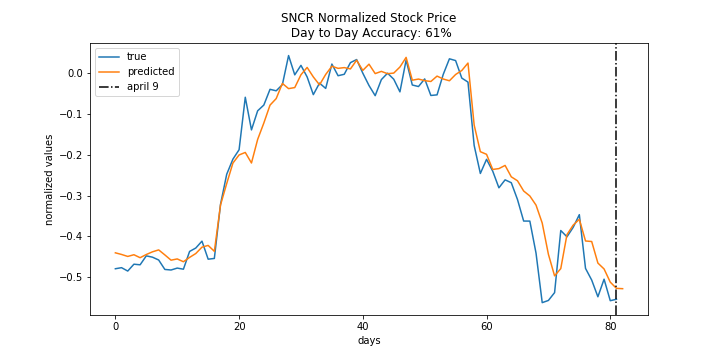 SNCR Normalized Stock Price
Day to Day Accuracy: 61%
true
predicted
april 9
normalized values
0.0
−0.1
−0.2
−0.3
−0.4
−0.5
0
20
40
60
80
days